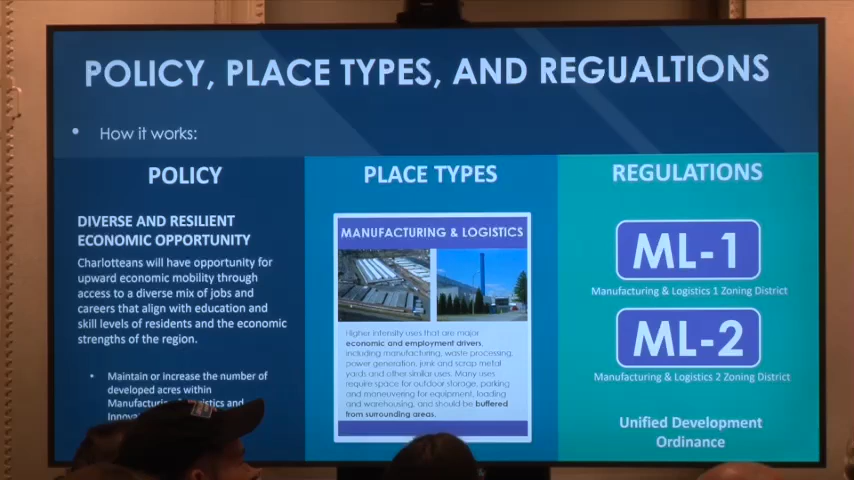 POLICY, PLACE TYPES, AND REGUALTIONS
• How it works:
POLICY
DIVERSE AND RESILIENT
ECONOMIC OPPORTUNITY
Charlotteans will have opportunity for
upward economic mobility through
access to a diverse mix of jobs and
careers that align with education and
skill levels of residents and the economic
strengths of the region.
• Maintain or increase the number of
developed acres within
PLACE TYPES
MANUFACTURING & LOGISTICS
Higher intensity uses that are major
economic and employment drivers,
including manufacturing, waste processing,
power generation, junk and scrap metal
yards and other similar uses. Many uses
require space for outdoor storage, parking
and maneuvering for equipment, loading
and warehousing, and should be buffered
from surrounding areas.
REGULATIONS
ML-1
Manufacturing & Logistics 1 Zoning District
ML-2
Manufacturing & Logistics 2 Zoning District
Unified Development
Ordinance